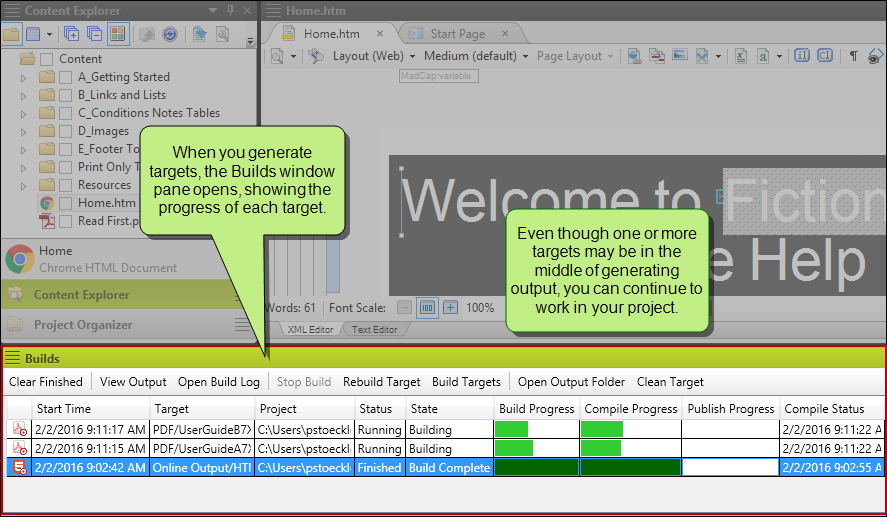 Content Explorer
Home.htm
Home.htm
Start Page
Layout (Web)
Medium (default)
Page Layout
MadCap:variable
Content
A_Getting Started
B_Links and Lists
C_Conditions Notes Tables
D_Images
E_Footer To
Print Only T
Resources
Home.htm
Read First.p
Home
Chrome HTML Document
Content Explorer
Project Organizer
When you generate
targets, the Builds window
pane opens, showing the
progress of each target.
Welcome to Fiction
e Help
Even though one or more
targets may be in the
middle of generating
output, you can continue to
work in your project.
Words: 61 Font Scale: 100 100%
XML Editor Text Editor
Builds
Clear Finished View Output Open Build Log Stop Build Rebuild Target Build Targets Open Output Folder Clean Target
Start Time Target Project Status State Build Progress Compile Progress Publish Progress Compile Status
2/2/2016 9:11:17 AM PDF/UserGuideB7X C:\Users\pstoeckl Running Building 2/2/2016 9:11:22 A
2/2/2016 9:11:15 AM PDF/UserGuideA7X C:\Users\pstoeckl Running Building 2/2/2016 9:11:22 A
2/2/2016 9:02:42 AM Online Output/HTI C:\Users\pstoeckl Finished Build Complete 2/2/2016 9:02:55 A